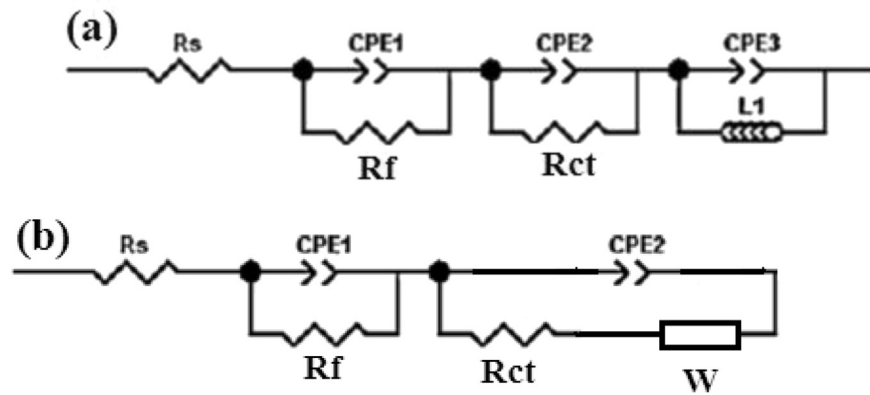 (a) Rs CPE1 CPE2 CPE3
L1
Rf Rct
(b) Rs CPE1 CPE2
Rf Rct W